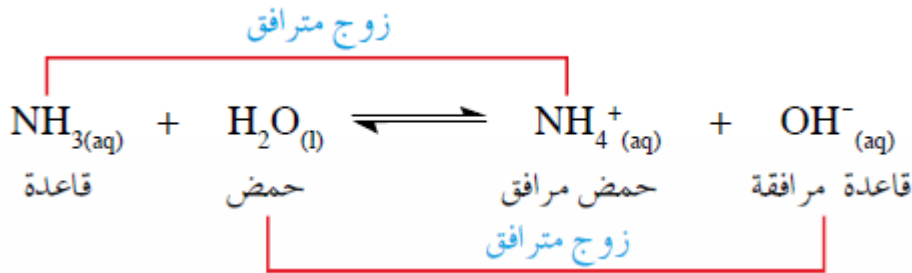 زوج مترافق
NH₃(aq) + H₂O(l) ⇌ NH₄⁺(aq) + OH⁻(aq)
قاعدة حمض حمض مرافق قاعدة مرافقة
زوج مترافق